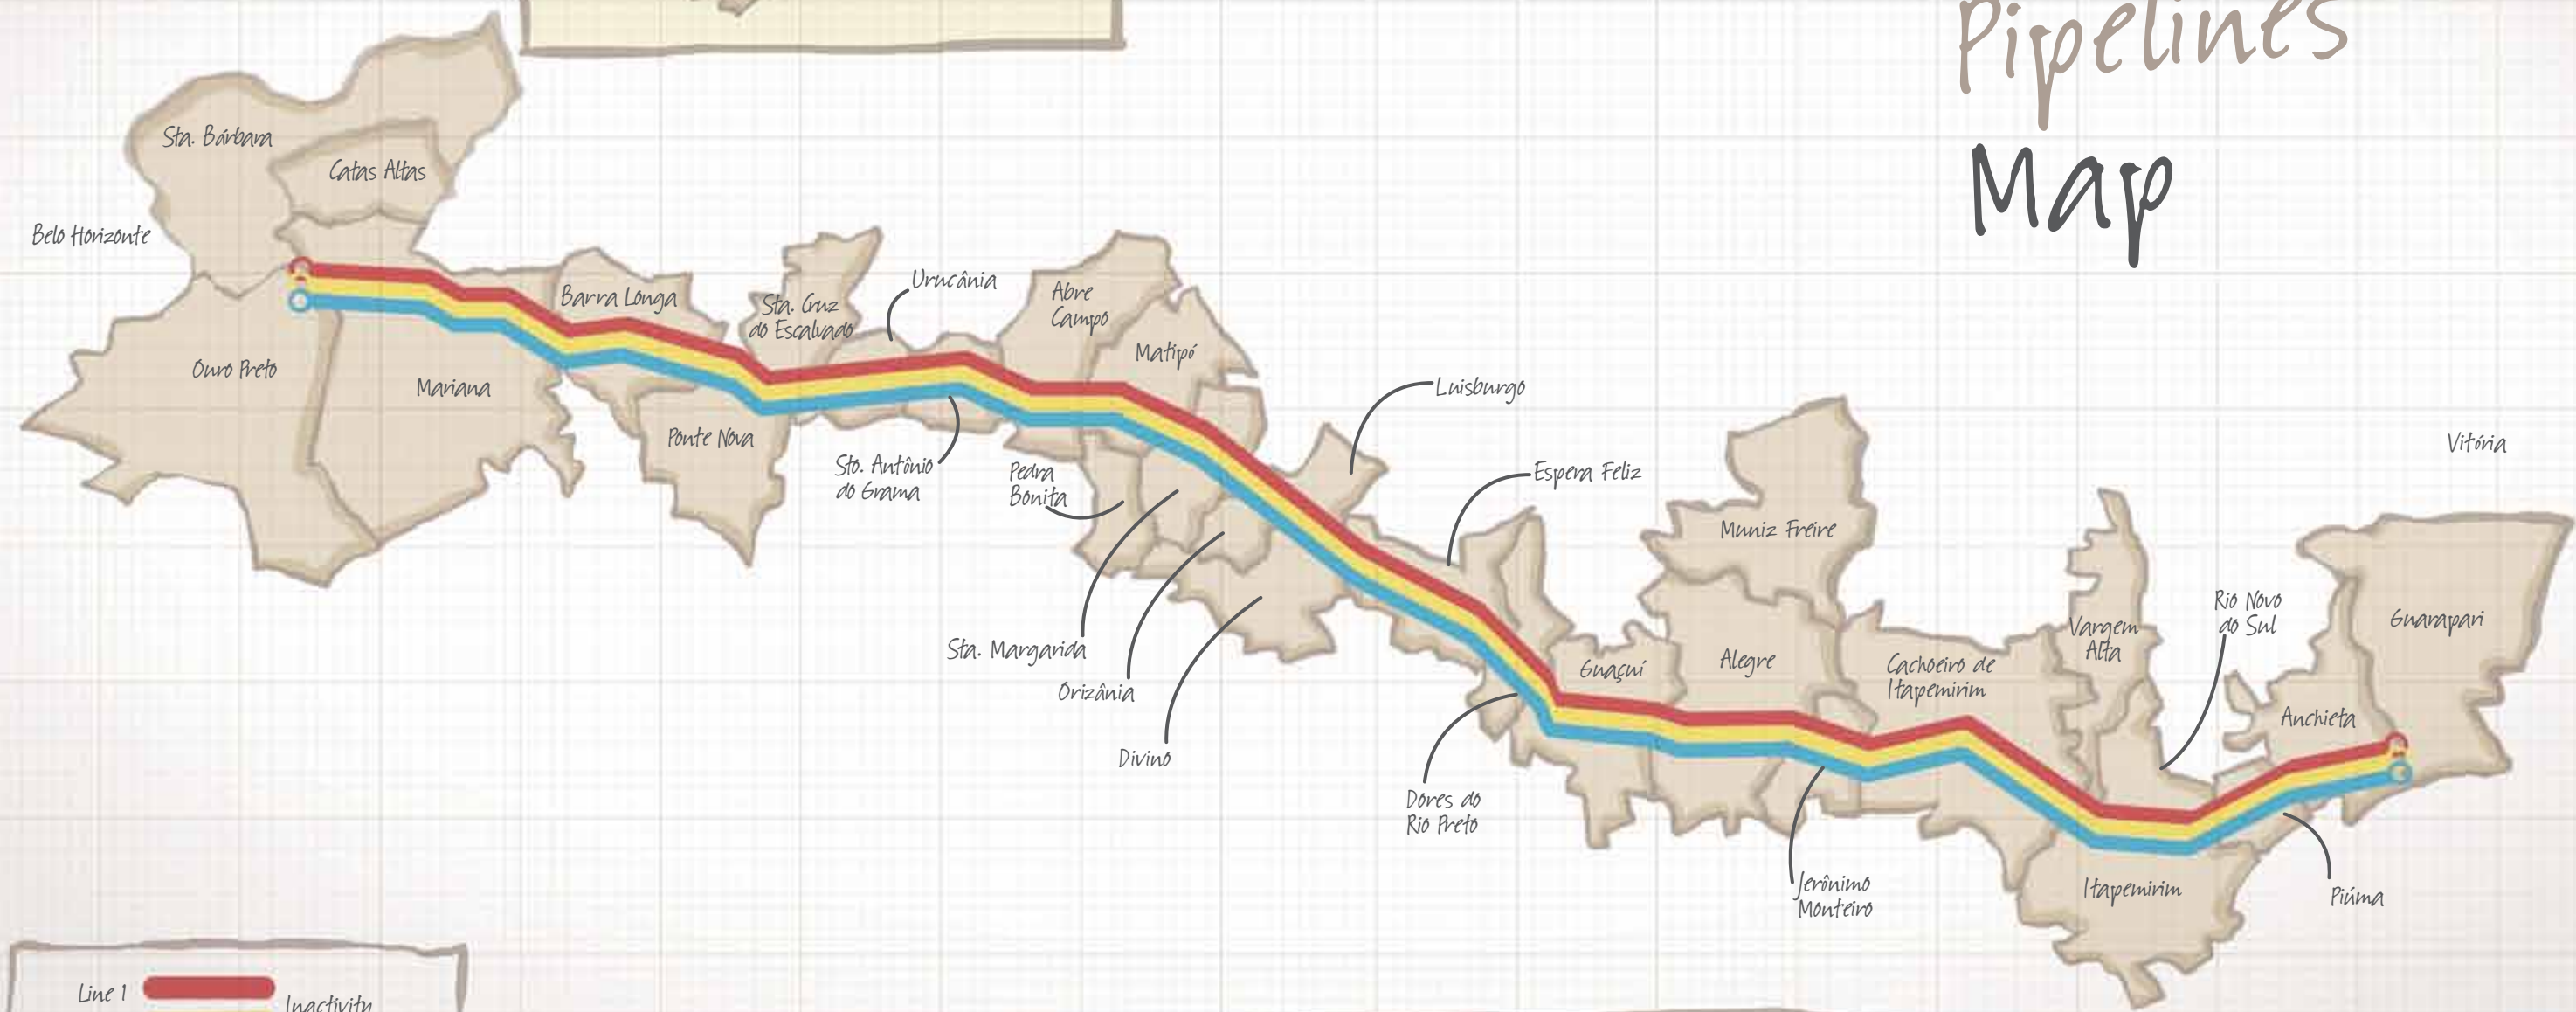 Pipelines
Map
Sta. Bárbara
Catas Altas
Belo Horizonte
Ouro Preto
Mariana
Barra Longa
Ponte Nova
Sta. Cruz
do Escalvado
Urucânia
Sto. Antônio
do Grama
Abre
Campo
Matipó
Pedra
Bonita
Sta. Margarida
Orizânia
Divino
Luisburgo
Espera Feliz
Dores do
Rio Preto
Guaçuí
Muniz Freire
Alegre
Jerônimo
Monteiro
Cachoeiro de
Itapemirim
Vargem
Alta
Rio Novo
do Sul
Itapemirim
Piúma
Anchieta
Guarapari
Vitória
Line 1
Inactivity